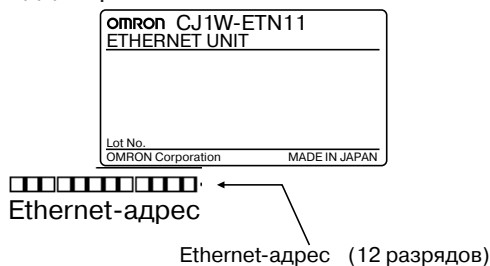 OMRON CJ1W-ETN11
ETHERNET UNIT
Lot No.
OMRON Corporation MADE IN JAPAN
Ethernet-адрес
Ethernet-адрес (12 разрядов)